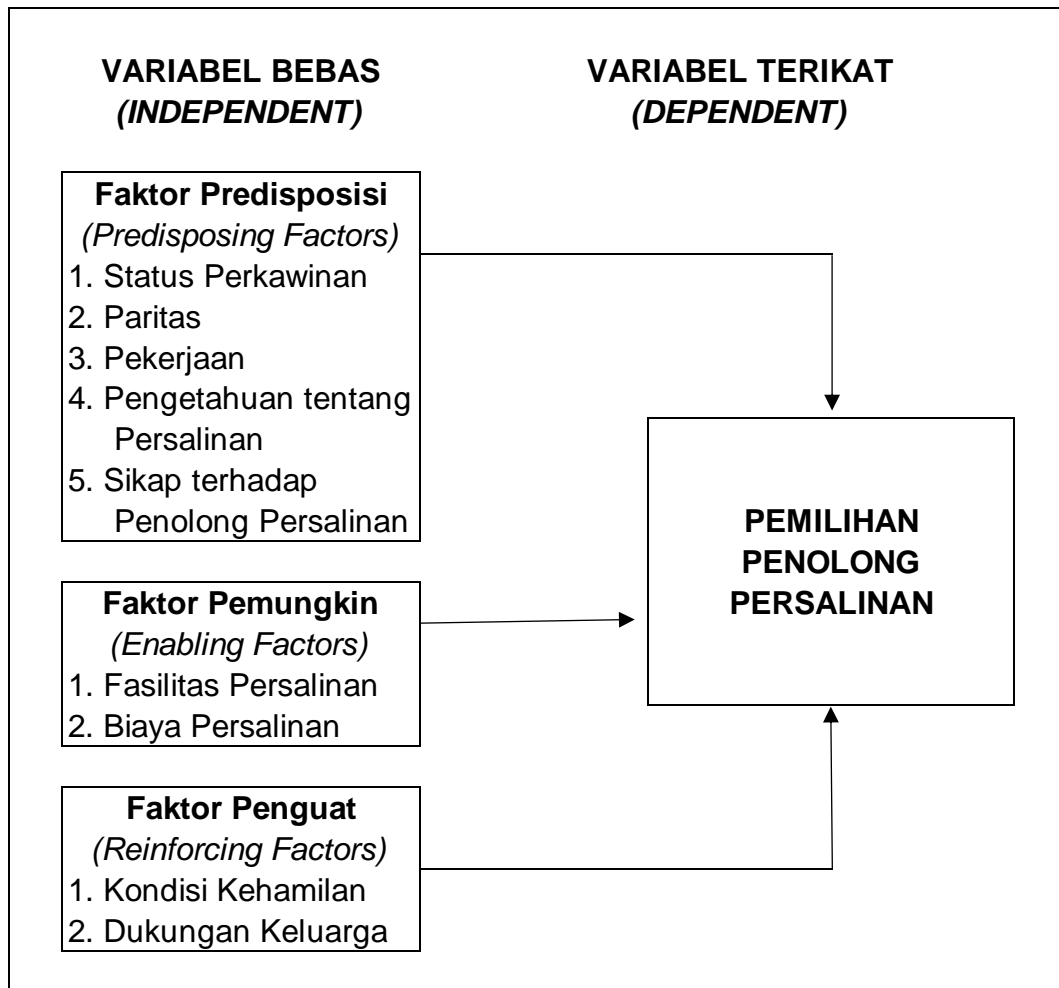 VARIABEL BEBAS
(INDEPENDENT)
VARIABEL TERIKAT
(DEPENDENT)
Faktor Predisposisi
(Predisposing Factors)
1. Status Perkawinan
2. Paritas
3. Pekerjaan
4. Pengetahuan tentang
Persalinan
5. Sikap terhadap
Penolong Persalinan
Faktor Pemungkin
(Enabling Factors)
1. Fasilitas Persalinan
2. Biaya Persalinan
Faktor Penguat
(Reinforcing Factors)
1. Kondisi Kehamilan
2. Dukungan Keluarga
PEMILIHAN
PENOLONG
PERSALINAN